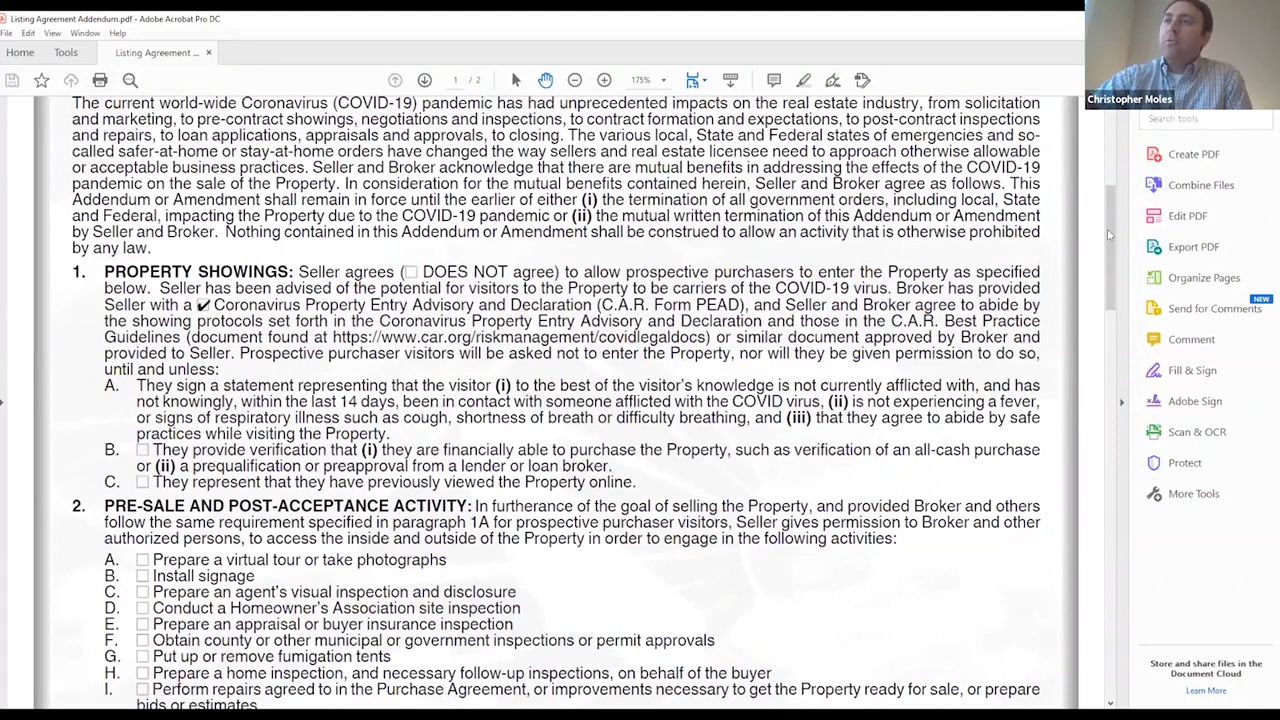 Listing Agreement Addendum.pdf - Adobe Acrobat Pro DC
File Edit View Window Help
Home Tools Listing Agreement ... ×
1 / 2 175%
Christopher Moles
The current world-wide Coronavirus (COVID-19) pandemic has had unprecedented impacts on the real estate industry, from solicitation
and marketing, to pre-contract showings, negotiations and inspections, to contract formation and expectations, to post-contract inspections
and repairs, to loan applications, appraisals and approvals, to closing. The various local, State and Federal states of emergencies and so-
called safer-at-home or stay-at-home orders have changed the way sellers and real estate licensee need to approach otherwise allowable
or acceptable business practices. Seller and Broker acknowledge that there are mutual benefits in addressing the effects of the COVID-19
pandemic on the sale of the Property. In consideration for the mutual benefits contained herein, Seller and Broker agree as follows. This
Addendum or Amendment shall remain in force until the earlier of either (i) the termination of all government orders, including local, State
and Federal, impacting the Property due to the COVID-19 pandemic or (ii) the mutual written termination of this Addendum or Amendment
by Seller and Broker. Nothing contained in this Addendum or Amendment shall be construed to allow an activity that is otherwise prohibited
by any law.
1. PROPERTY SHOWINGS: Seller agrees (☐ DOES NOT agree) to allow prospective purchasers to enter the Property as specified
below. Seller has been advised of the potential for visitors to the Property to be carriers of the COVID-19 virus. Broker has provided
Seller with a ✔ Coronavirus Property Entry Advisory and Declaration (C.A.R. Form PEAD), and Seller and Broker agree to abide by
the showing protocols set forth in the Coronavirus Property Entry Advisory and Declaration and those in the C.A.R. Best Practice
Guidelines (document found at https://www.car.org/riskmanagement/covidlegaldocs) or similar document approved by Broker and
provided to Seller. Prospective purchaser visitors will be asked not to enter the Property, nor will they be given permission to do so,
until and unless:
A. They sign a statement representing that the visitor (i) to the best of the visitor's knowledge is not currently afflicted with, and has
not knowingly, within the last 14 days, been in contact with someone afflicted with the COVID virus, (ii) is not experiencing a fever,
or signs of respiratory illness such as cough, shortness of breath or difficulty breathing, and (iii) that they agree to abide by safe
practices while visiting the Property.
B. ☐ They provide verification that (i) they are financially able to purchase the Property, such as verification of an all-cash purchase
or (ii) a prequalification or preapproval from a lender or loan broker.
C. ☐ They represent that they have previously viewed the Property online.
2. PRE-SALE AND POST-ACCEPTANCE ACTIVITY: In furtherance of the goal of selling the Property, and provided Broker and others
follow the same requirement specified in paragraph 1A for prospective purchaser visitors, Seller gives permission to Broker and other
authorized persons, to access the inside and outside of the Property in order to engage in the following activities:
A. ☐ Prepare a virtual tour or take photographs
B. ☐ Install signage
C. ☐ Prepare an agent's visual inspection and disclosure
D. ☐ Conduct a Homeowner's Association site inspection
E. ☐ Prepare an appraisal or buyer insurance inspection
F. ☐ Obtain county or other municipal or government inspections or permit approvals
G. ☐ Put up or remove fumigation tents
H. ☐ Prepare a home inspection, and necessary follow-up inspections, on behalf of the buyer
I. ☐ Perform repairs agreed to in the Purchase Agreement, or improvements necessary to get the Property ready for sale, or prepare
bids or estimates
Search tools
Create PDF
Combine Files
Edit PDF
Export PDF
Organize Pages
NEW
Send for Comments
Comment
Fill & Sign
Adobe Sign
Scan & OCR
Protect
More Tools
Store and share files in the
Document Cloud
Learn More